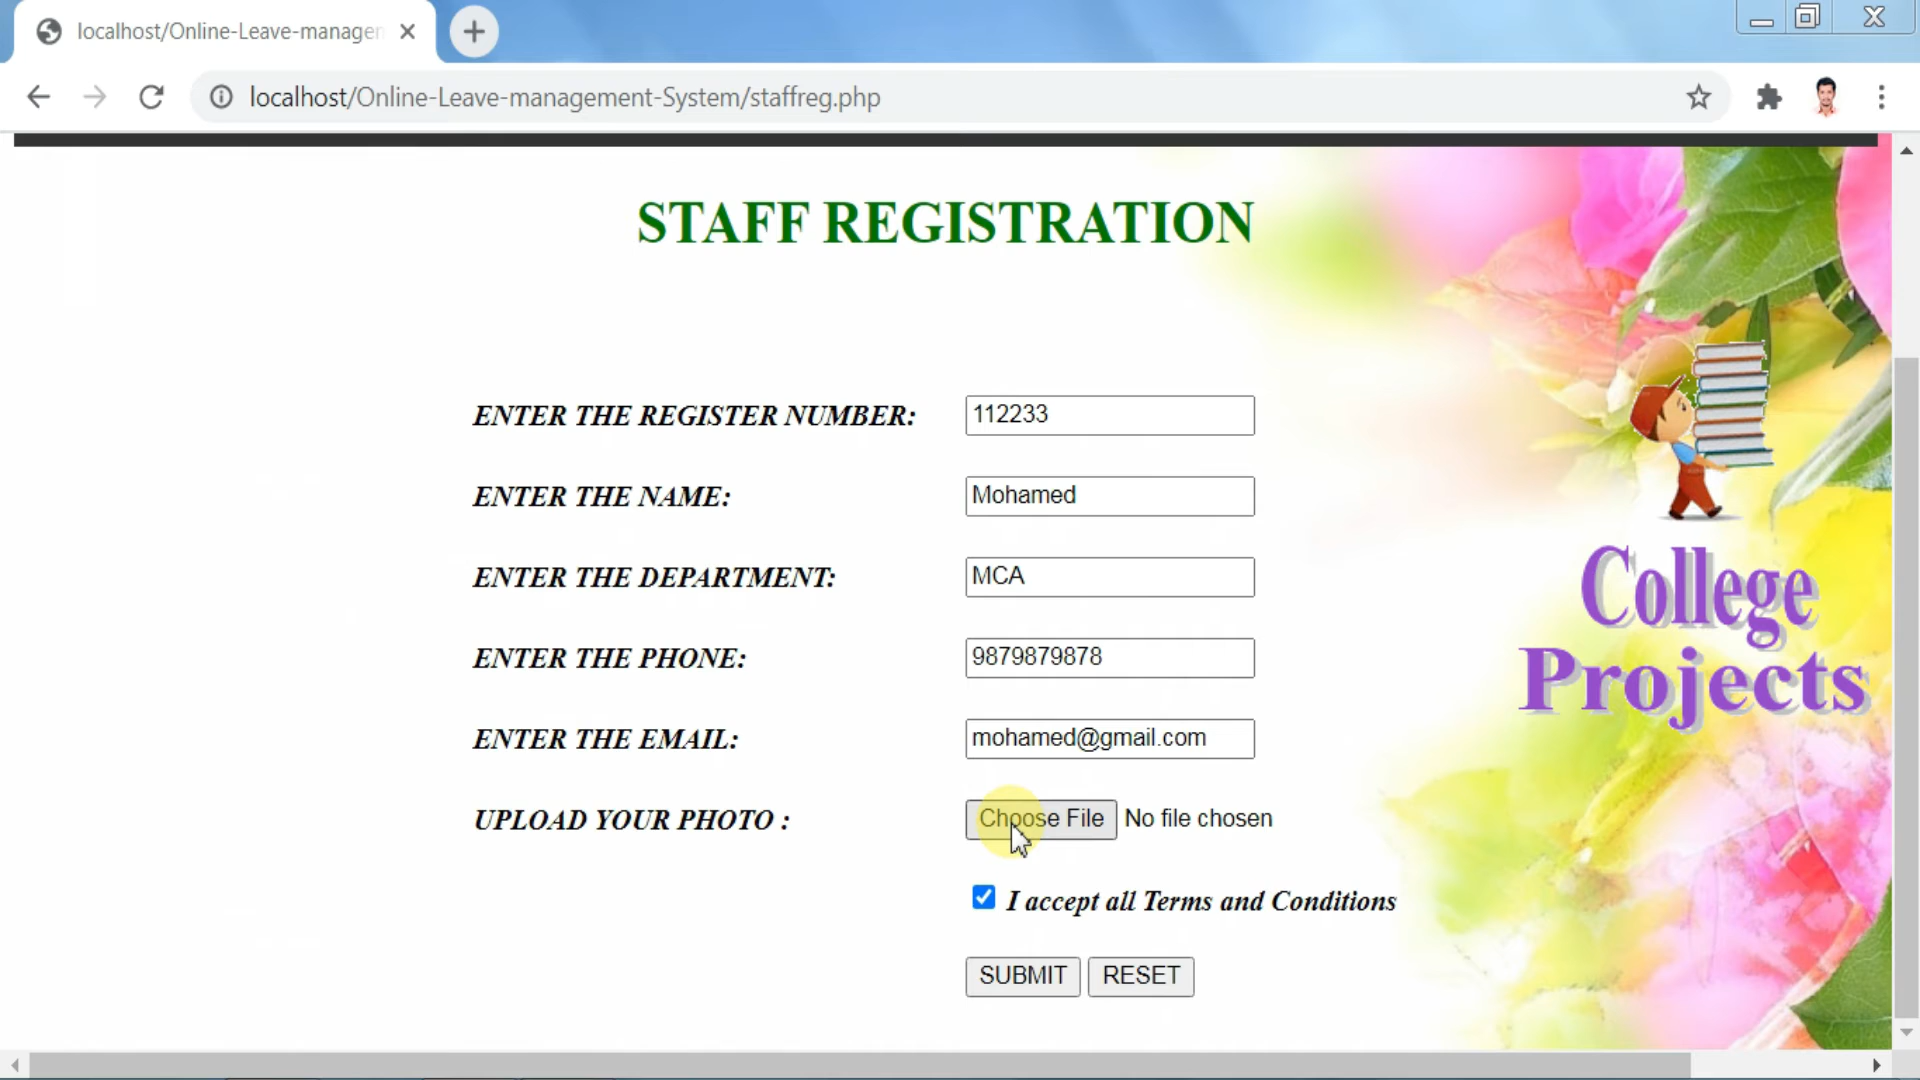 localhost/Online-Leave-manager
localhost/Online-Leave-management-System/staffreg.php
STAFF REGISTRATION
ENTER THE REGISTER NUMBER: 112233
ENTER THE NAME: Mohamed
ENTER THE DEPARTMENT: MCA
ENTER THE PHONE: 9879879878
ENTER THE EMAIL: mohamed@gmail.com
UPLOAD YOUR PHOTO : Choose File No file chosen
I accept all Terms and Conditions
SUBMIT RESET
College
Projects